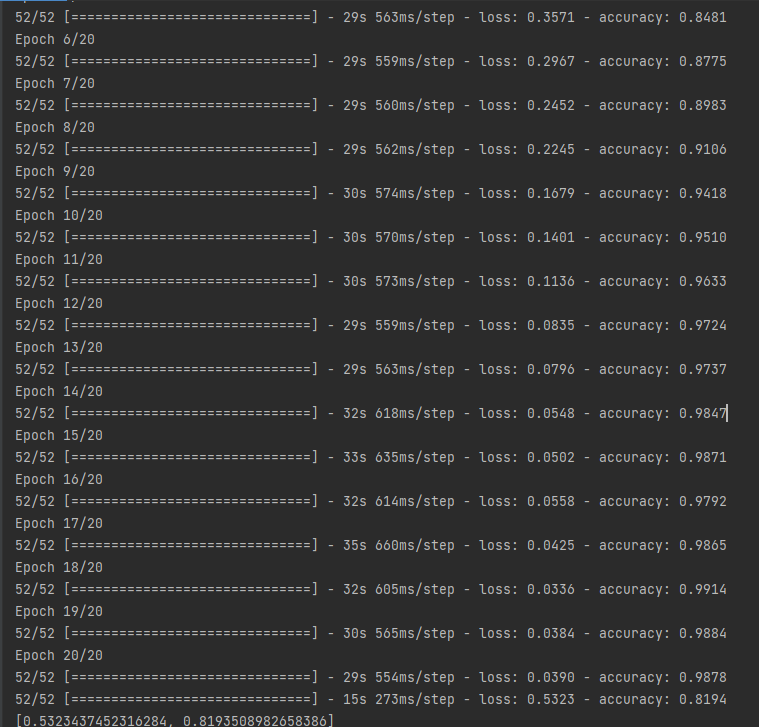 Epoch 5/20
52/52 [==============================] - 29s 563ms/step - loss: 0.3571 - accuracy: 0.8481
Epoch 6/20
52/52 [==============================] - 29s 559ms/step - loss: 0.2967 - accuracy: 0.8775
Epoch 7/20
52/52 [==============================] - 29s 560ms/step - loss: 0.2452 - accuracy: 0.8983
Epoch 8/20
52/52 [==============================] - 29s 562ms/step - loss: 0.2245 - accuracy: 0.9106
Epoch 9/20
52/52 [==============================] - 30s 574ms/step - loss: 0.1679 - accuracy: 0.9418
Epoch 10/20
52/52 [==============================] - 30s 570ms/step - loss: 0.1401 - accuracy: 0.9510
Epoch 11/20
52/52 [==============================] - 30s 573ms/step - loss: 0.1136 - accuracy: 0.9633
Epoch 12/20
52/52 [==============================] - 29s 559ms/step - loss: 0.0835 - accuracy: 0.9724
Epoch 13/20
52/52 [==============================] - 29s 563ms/step - loss: 0.0796 - accuracy: 0.9737
Epoch 14/20
52/52 [==============================] - 32s 618ms/step - loss: 0.0548 - accuracy: 0.9847
Epoch 15/20
52/52 [==============================] - 33s 635ms/step - loss: 0.0502 - accuracy: 0.9871
Epoch 16/20
52/52 [==============================] - 32s 614ms/step - loss: 0.0558 - accuracy: 0.9792
Epoch 17/20
52/52 [==============================] - 35s 660ms/step - loss: 0.0425 - accuracy: 0.9865
Epoch 18/20
52/52 [==============================] - 32s 605ms/step - loss: 0.0336 - accuracy: 0.9914
Epoch 19/20
52/52 [==============================] - 30s 565ms/step - loss: 0.0384 - accuracy: 0.9884
Epoch 20/20
52/52 [==============================] - 29s 554ms/step - loss: 0.0390 - accuracy: 0.9878
52/52 [==============================] - 15s 273ms/step - loss: 0.5323 - accuracy: 0.8194
[0.5323437452316284, 0.8193508982658386]